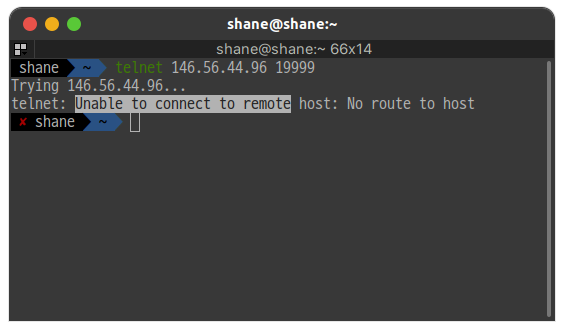 shane@shane:~
shane@shane:~ 66x14
shane ~ telnet 146.56.44.96 19999
Trying 146.56.44.96...
telnet: Unable to connect to remote host: No route to host
✘ shane ~